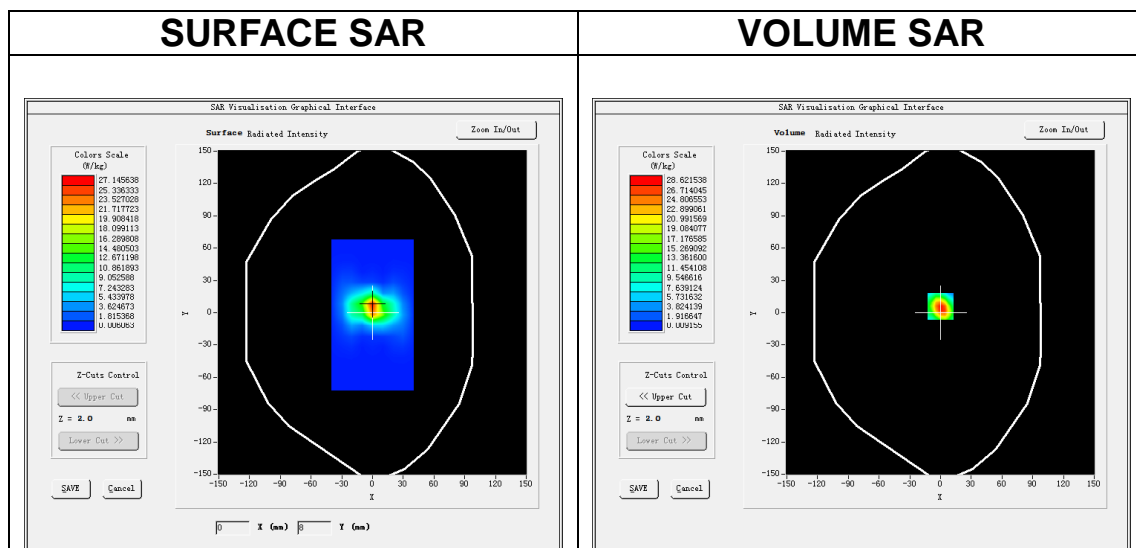 SURFACE SAR
VOLUME SAR
SAR Visualisation Graphical Interface
Surface Radiated Intensity
Zoom In/Out
Colors Scale
(W/kg)
27.145638
25.336333
23.527028
21.717723
19.908418
18.099113
16.289808
14.480503
12.671198
10.861893
9.052588
7.243283
5.433978
3.624673
1.815368
0.006063
Z-Cuts Control
<< Upper Cut
Z = 2.0 mm
Lower Cut >>
SAVE
Cancel
150
120
90
60
30
0
-30
-60
-90
-120
-150
Y
-150 -120 -90 -60 -30 0 30 60 90 120 150
X
0 X (mm) 8 Y (mm)
SAR Visualisation Graphical Interface
Volume Radiated Intensity
Zoom In/Out
Colors Scale
(W/kg)
28.621538
26.714045
24.806553
22.899061
20.991569
19.084077
17.176585
15.269092
13.361600
11.454108
9.546616
7.639124
5.731632
3.824139
1.916647
0.009155
Z-Cuts Control
<< Upper Cut
Z = 2.0 mm
Lower Cut >>
SAVE
Cancel
150
120
90
60
30
0
-30
-60
-90
-120
-150
Y
-150 -120 -90 -60 -30 0 30 60 90 120 150
X